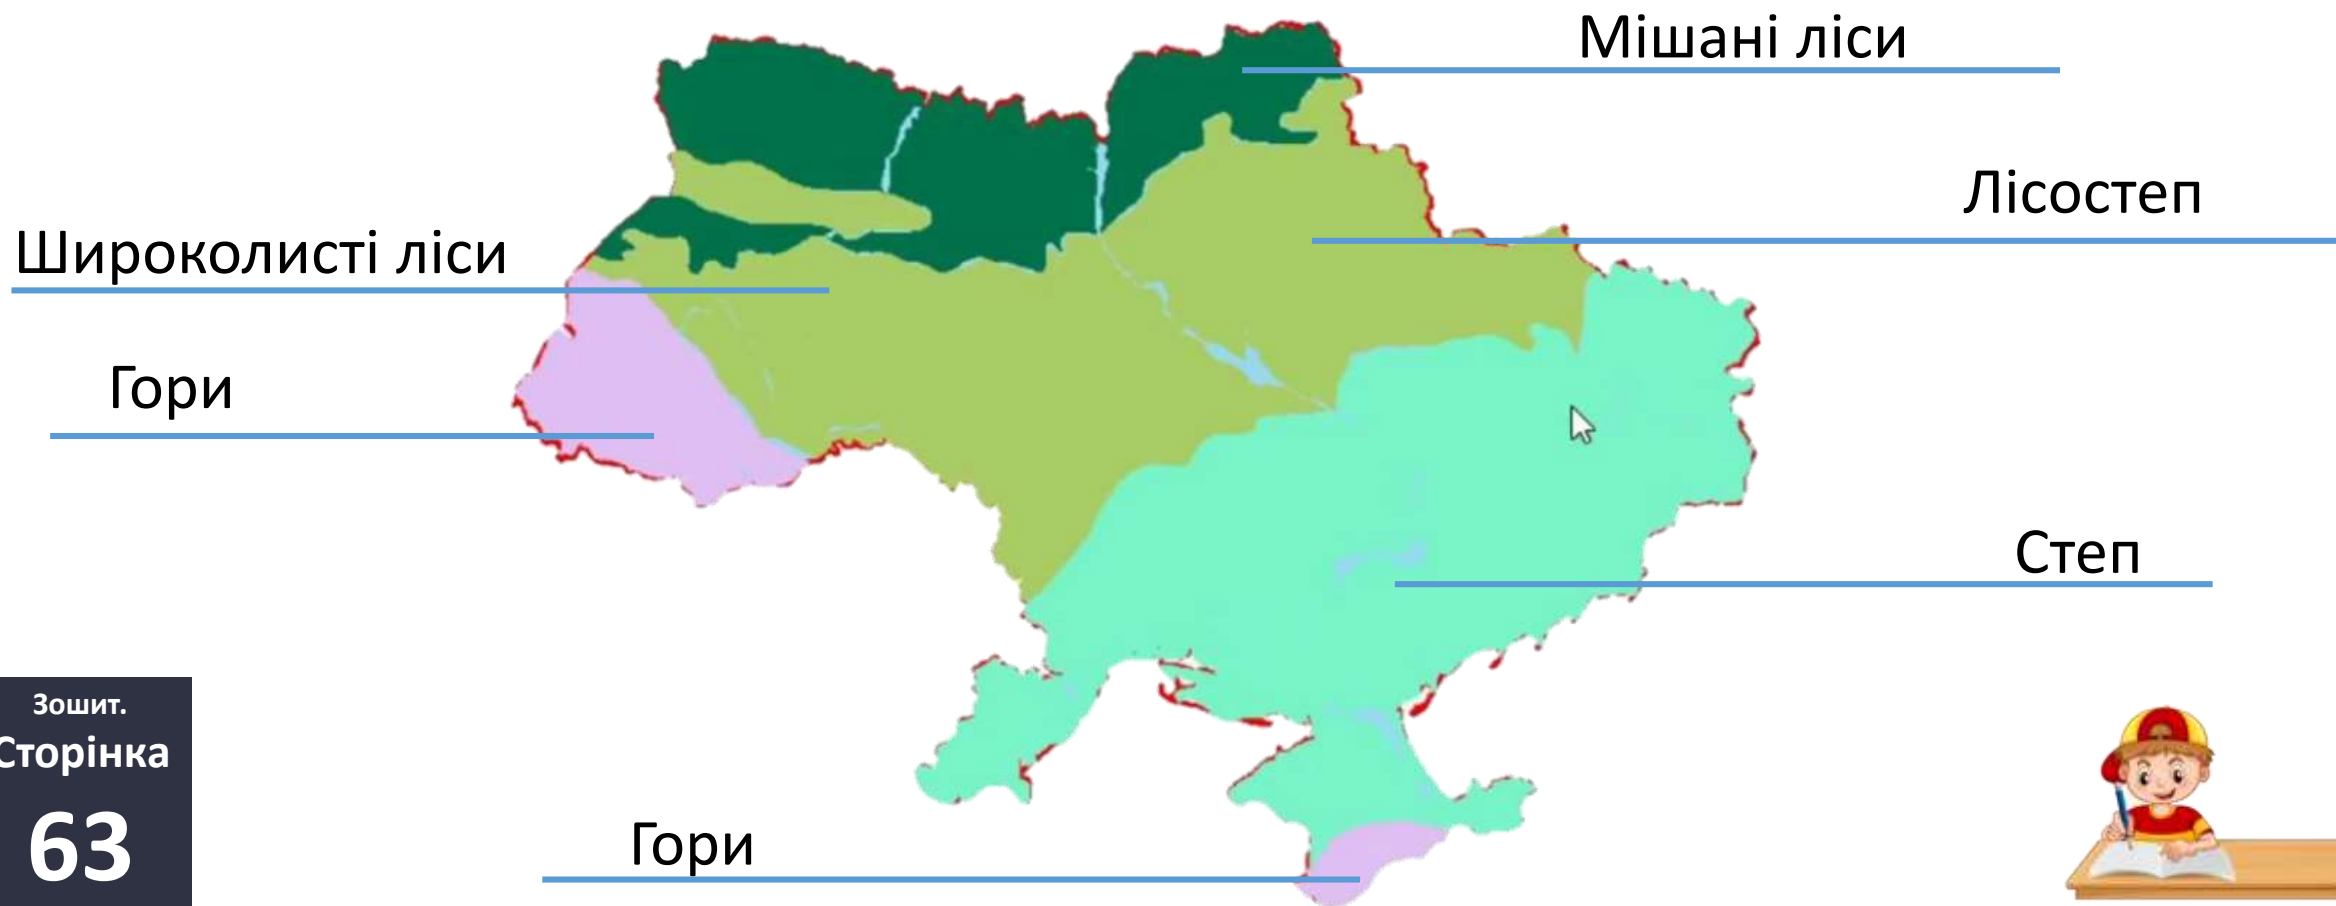 Мішані ліси
Лісостеп
Широколисті ліси
Гори
Степ
Зошит.
Сторінка
63
Гори